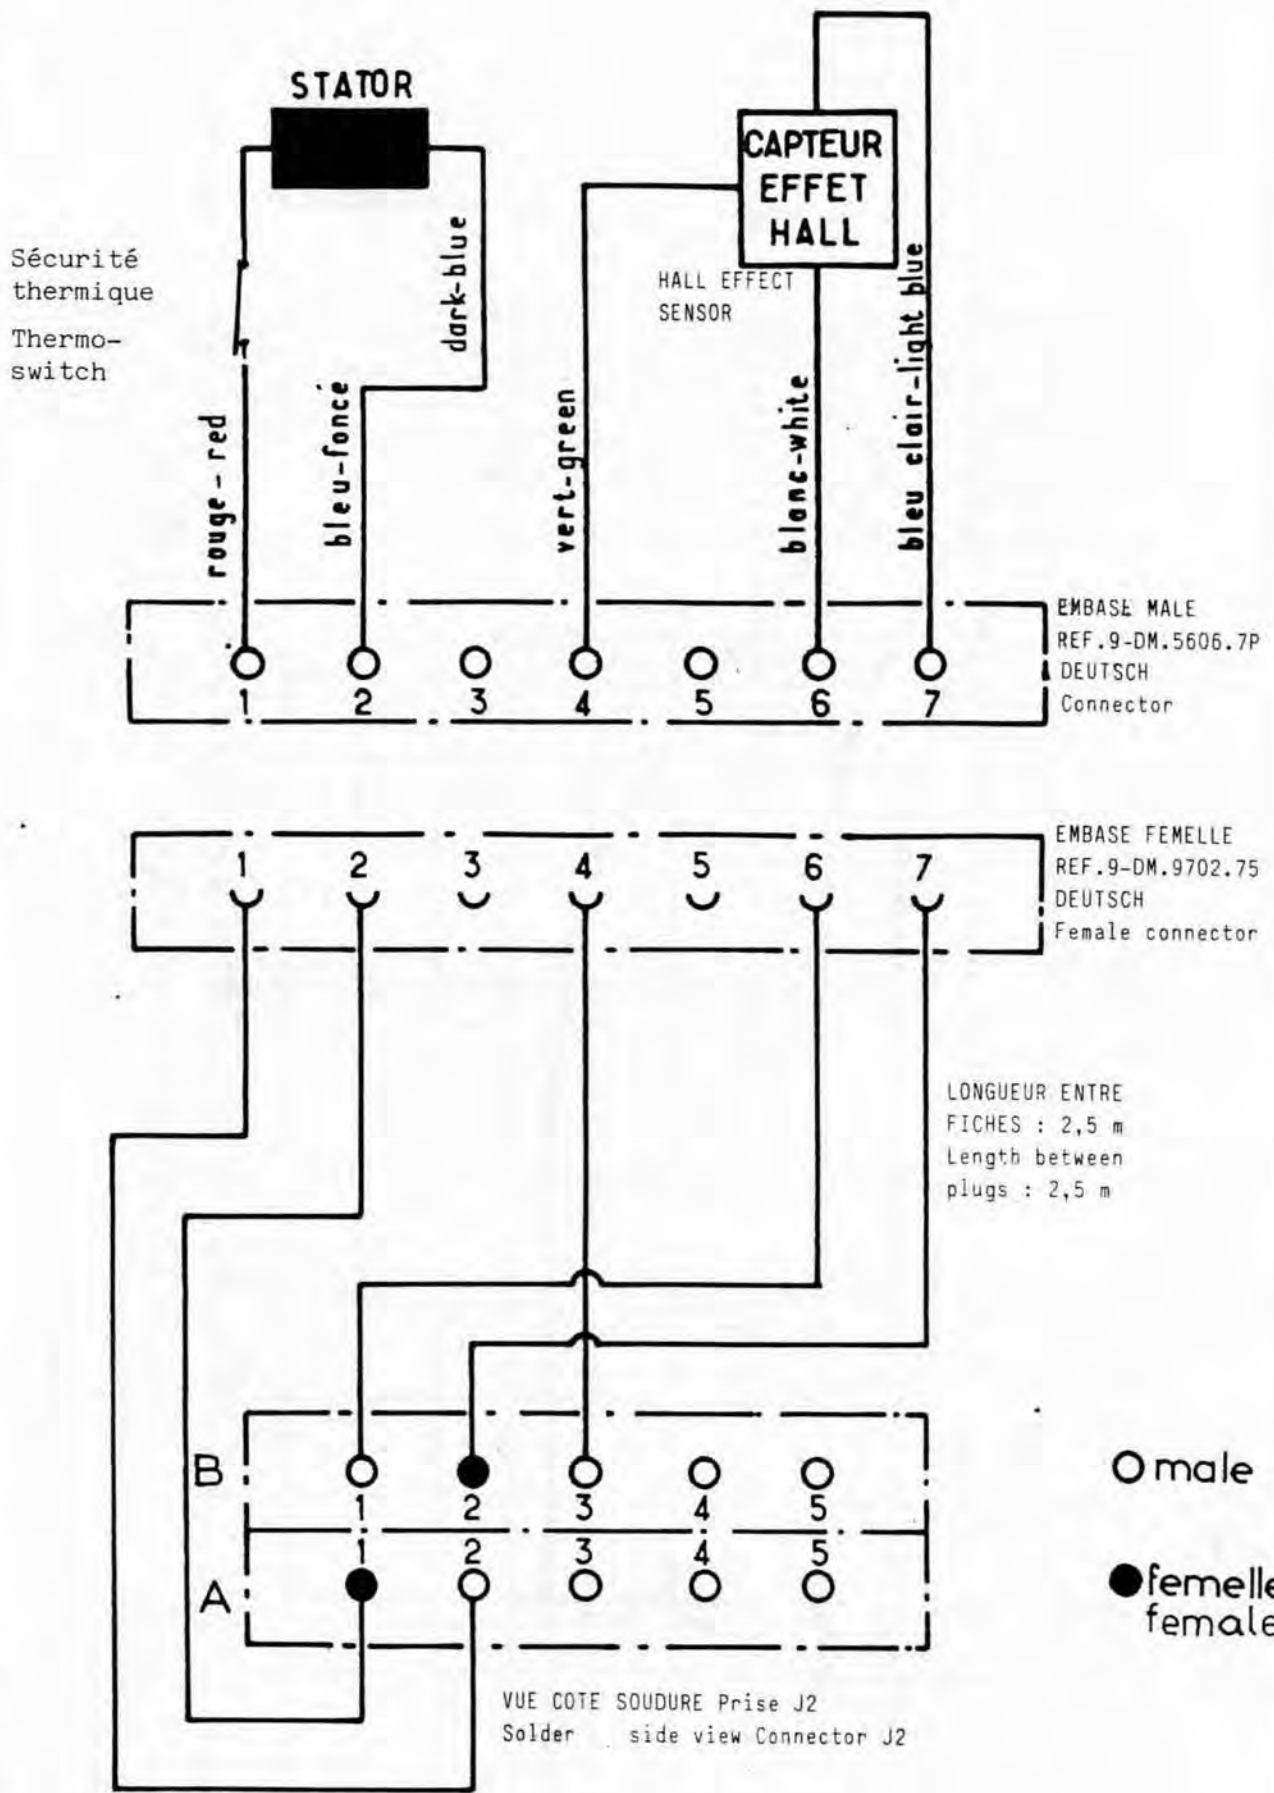 STATOR
CAPTEUR
EFFET
HALL
Sécurité
thermique
Thermo-
switch
HALL EFFECT
SENSOR
rouge-red
bleu-foncé
dark-blue
vert-green
blanc-white
bleu clair-light blue
EMBASE MALE
REF.9-DM.5606.7P
DEUTSCH
Connector
1 2 3 4 5 6 7
1 2 3 4 5 6 7
EMBASE FEMELLE
REF.9-DM.9702.75
DEUTSCH
Female connector
LONGUEUR ENTRE
FICHES : 2,5 m
Length between
plugs : 2,5 m
B
1 2 3 4 5
1 2 3 4 5
A
male
femelle
female
VUE COTE SOUDURE Prise J2
Solder side view Connector J2